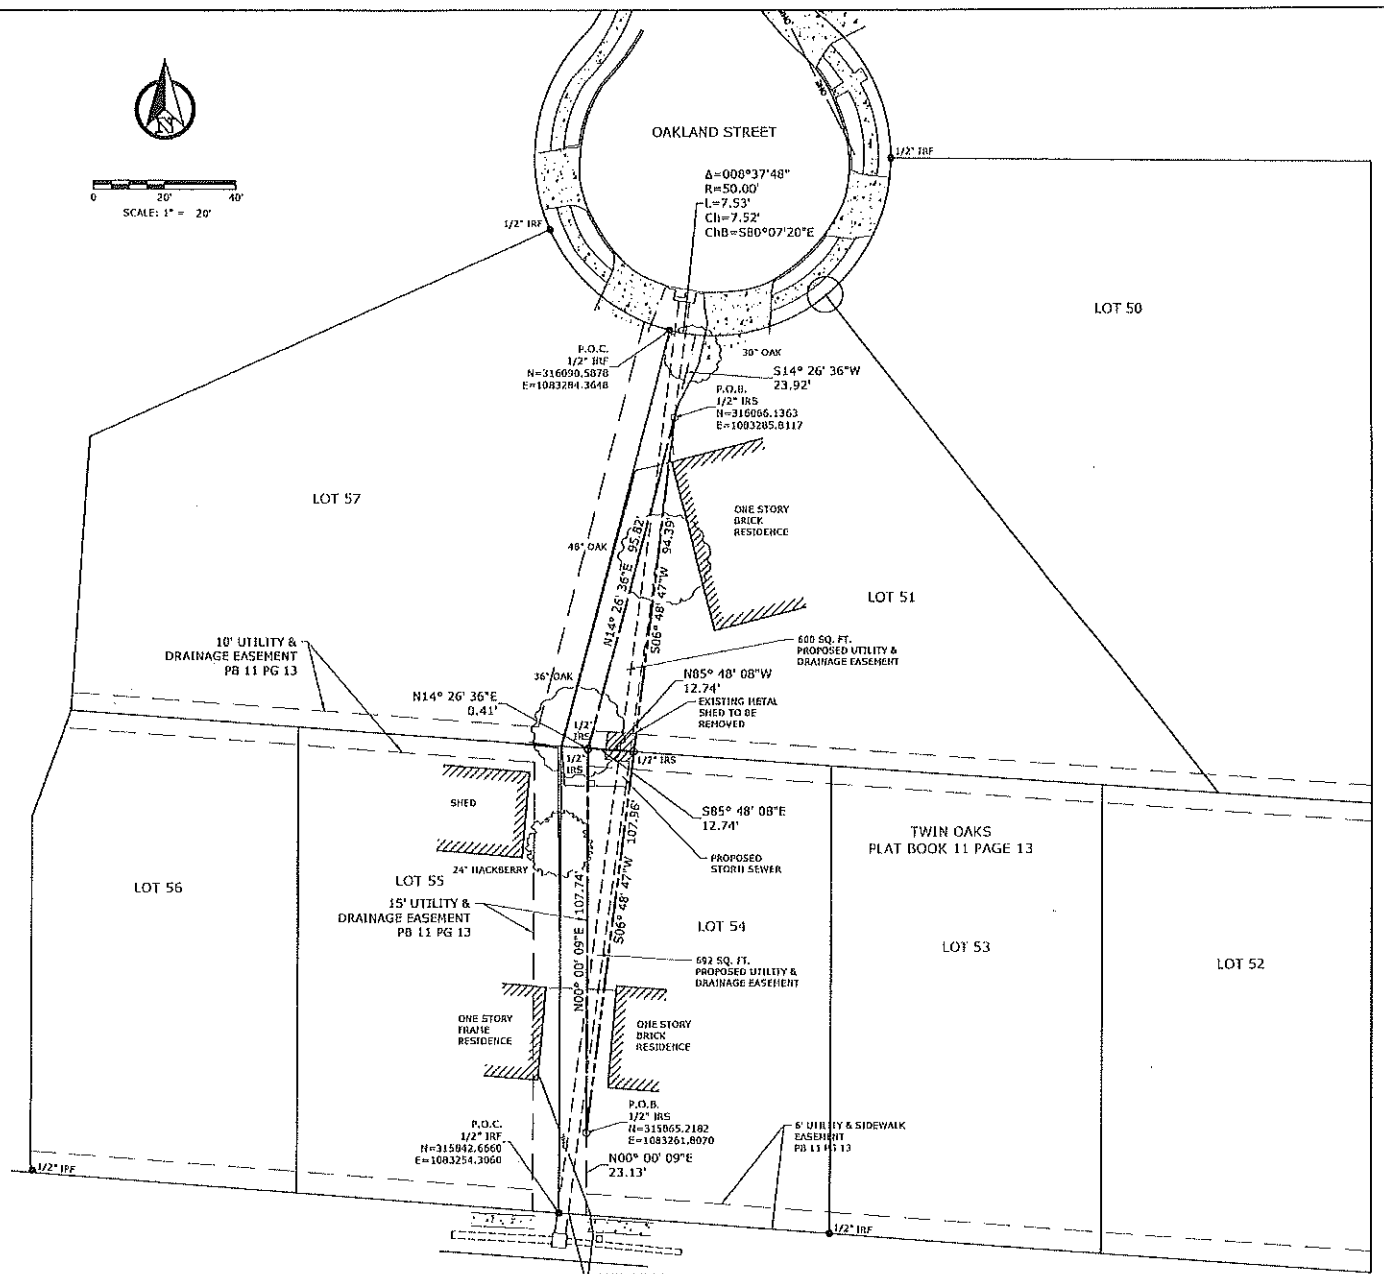 OAKLAND STREET
Δ=008°37'48"
R=50.00'
L=7.53'
Ch=7.52'
ChB=S80°07'20"E
1/2" IRF
N
0 20' 40'
SCALE: 1" = 20'
1/2" IRF
LOT 50
P.O.C.
1/2" IRF
N=316090.5878
E=1083284.3648
30" OAK
S14° 26' 36"W
23.92'
P.O.B.
1/2" IRS
N=316066.1363
E=1083285.8117
LOT 57
ONE STORY
BRICK
RESIDENCE
48" OAK
N14° 26' 36"E 95.82'
S06° 48' 47"W 94.39'
LOT 51
10' UTILITY &
DRAINAGE EASEMENT
PB 11 PG 13
600 SQ. FT.
PROPOSED UTILITY &
DRAINAGE EASEMENT
36" OAK
N85° 48' 08"W
12.74'
EXISTING METAL
SHED TO BE
REMOVED
N14° 26' 36"E
0.41'
1/2"
IRS
1/2"
IRS
1/2" IRS
SHED
S85° 48' 08"E
12.74'
TWIN OAKS
PLAT BOOK 11 PAGE 13
PROPOSED
STORM SEWER
24" HACKBERRY
LOT 56
LOT 55
15' UTILITY &
DRAINAGE EASEMENT
PB 11 PG 13
N00° 00' 09"E 107.74'
S06° 48' 47"W 107.96'
LOT 54
LOT 53
LOT 52
692 SQ. FT.
PROPOSED UTILITY &
DRAINAGE EASEMENT
ONE STORY
FRAME
RESIDENCE
ONE STORY
BRICK
RESIDENCE
P.O.B.
1/2" IRS
N=315865.2182
E=1083261.8070
P.O.C.
1/2" IRF
N=315842.6660
E=1083254.3060
N00° 00' 09"E
23.13'
6' UTILITY & SIDEWALK
EASEMENT
PB 11 PG 13
1/2" IPF
1/2" IRF